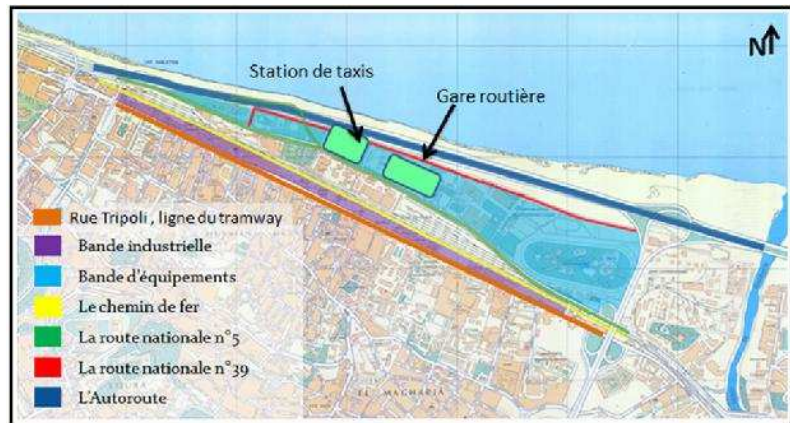 Station de taxis
Gare routière
N
Rue Tripoli , ligne du tramway
Bande industrielle
Bande d'équipements
Le chemin de fer
La route nationale n°5
La route nationale n°39
L'Autoroute
EL MAGHARIA